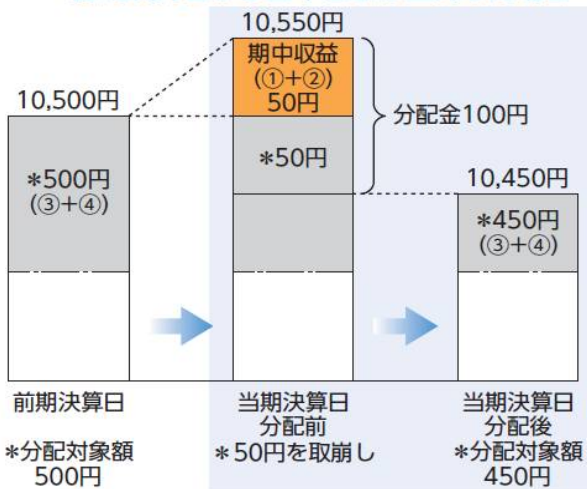 10,550円
期中収益
(①+②)
50円
10,500円
分配金100円
*500円
(③+④)
*50円
10,450円
*450円
(③+④)
前期決算日
*分配対象額
500円
当期決算日
分配前
*50円を取崩し
当期決算日
分配後
*分配対象額
450円